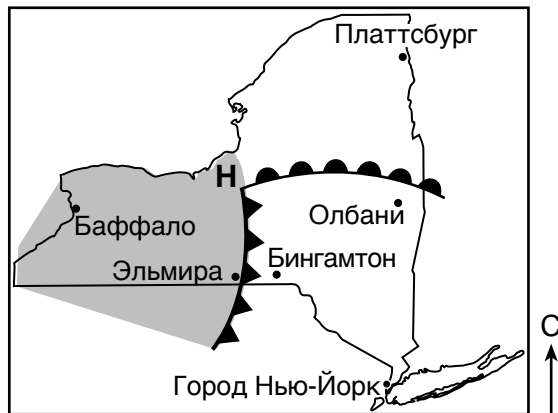 Платтсбург
Н
Олбани
Баффало
Бингамтон
Эльмира
С
Город Нью-Йорк